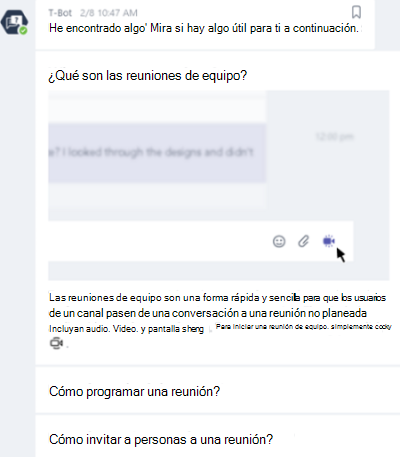 T-Bot 2/8 10:47 AM
He encontrado algo' Mira si hay algo útil para ti a continuación.
¿Qué son las reuniones de equipo?
12:00 pm
e? I looked through the designs and didn't
Las reuniones de equipo son una forma rápida y sencilla para que los usuarios
de un canal pasen de una conversación a una reunión no planeada
Incluyan audio. Video. y pantalla sheng . Para iniciar una reunión de equipo, simplemente cocky
Cómo programar una reunión?
Cómo invitar a personas a una reunión?